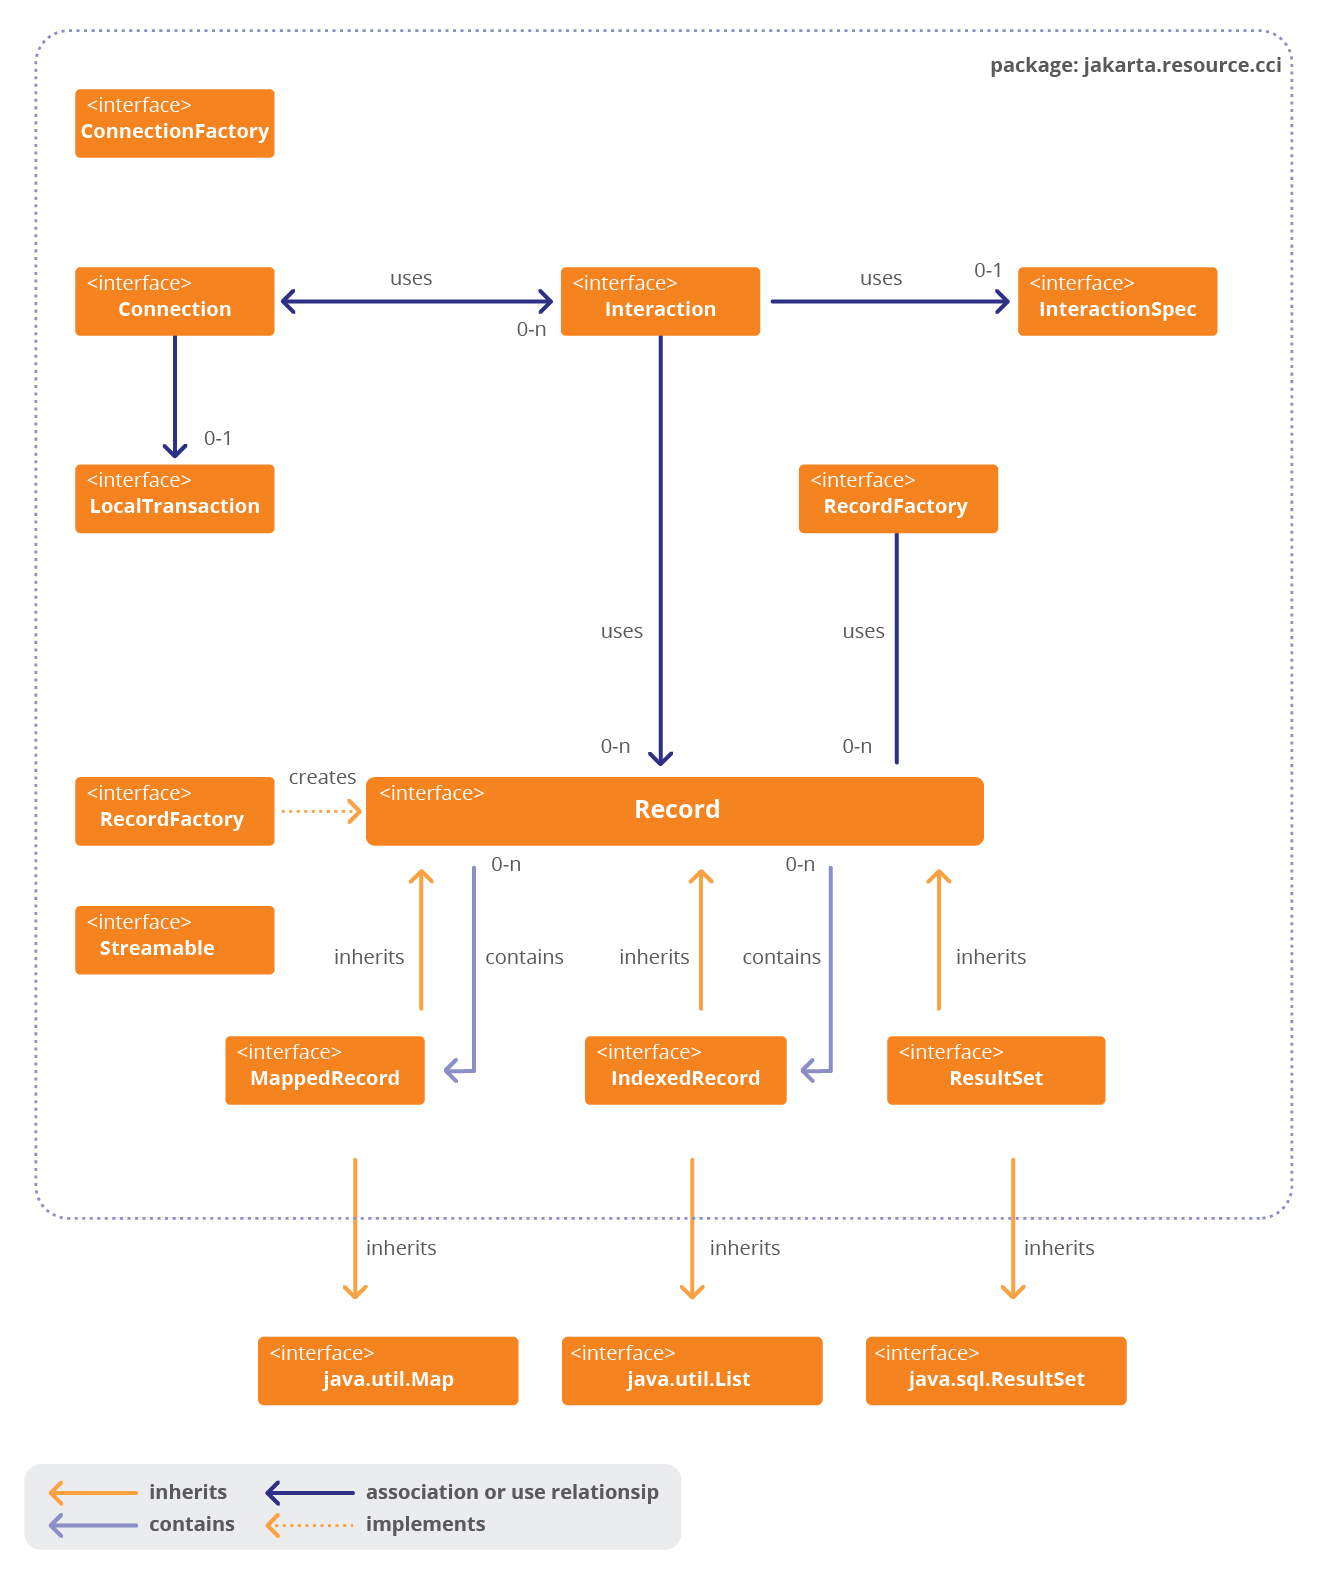 package: jakarta.resource.cci
<interface>
ConnectionFactory
<interface>
Connection
uses
0-n
<interface>
Interaction
uses
0-1
<interface>
InteractionSpec
0-1
<interface>
LocalTransaction
<interface>
RecordFactory
uses
uses
0-n
0-n
<interface>
RecordFactory
creates
<interface>
Record
0-n
0-n
<interface>
Streamable
inherits
contains
inherits
contains
inherits
<interface>
MappedRecord
<interface>
IndexedRecord
<interface>
ResultSet
inherits
inherits
inherits
<interface>
java.util.Map
<interface>
java.util.List
<interface>
java.sql.ResultSet
inherits
association or use relationsip
contains
implements